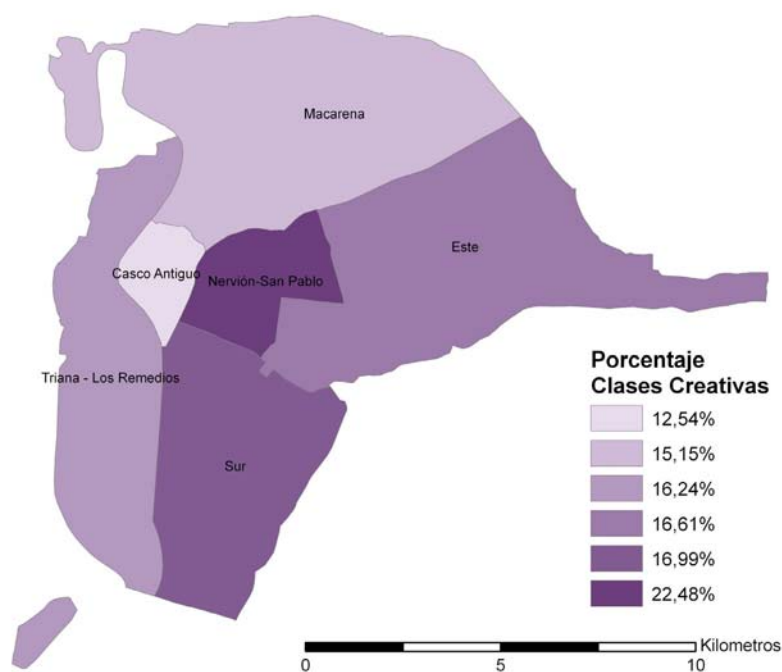 Macarena
Este
Casco Antiguo
Nervión-San Pablo
Triana - Los Remedios
Sur
Porcentaje
Clases Creativas
12,54%
15,15%
16,24%
16,61%
16,99%
22,48%
Kilometros
0 5 10